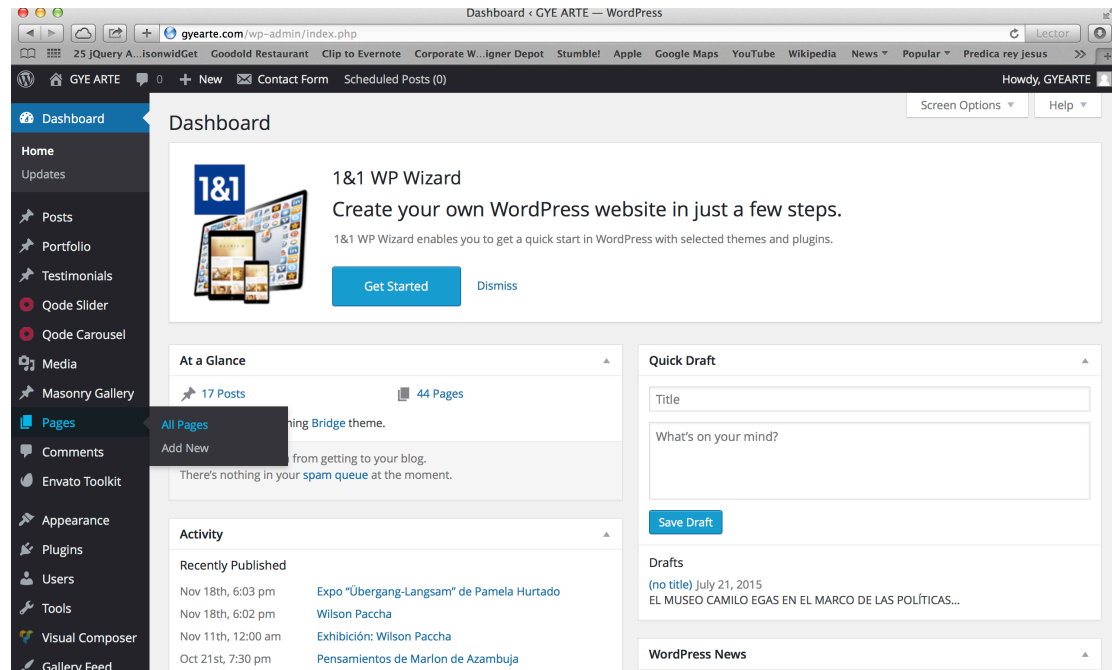 Dashboard ‹ GYE ARTE — WordPress
gyearte.com/wp-admin/index.php
Lector
25 jQuery A...isonwidGet Goodold Restaurant Clip to Evernote Corporate W...igner Depot Stumble! Apple Google Maps YouTube Wikipedia News Popular Predica rey jesus
GYE ARTE 0 + New Contact Form Scheduled Posts (0) Howdy, GYEARTE
Screen Options Help
Dashboard
Home
Updates
Posts
Portfolio
Testimonials
Qode Slider
Qode Carousel
Media
Masonry Gallery
Pages
All Pages
Add New
Comments
Envato Toolkit
Appearance
Plugins
Users
Tools
Visual Composer
Gallery Feed
Dashboard
1&1
1&1 WP Wizard
Create your own WordPress website in just a few steps.
1&1 WP Wizard enables you to get a quick start in WordPress with selected themes and plugins.
Get Started Dismiss
At a Glance
17 Posts 44 Pages
Bridge theme.
from getting to your blog.
There's nothing in your spam queue at the moment.
Activity
Recently Published
Nov 18th, 6:03 pm Expo “Übergang-Langsam” de Pamela Hurtado
Nov 18th, 6:02 pm Wilson Paccha
Nov 11th, 12:00 am Exhibición: Wilson Paccha
Oct 21st, 7:30 pm Pensamientos de Marlon de Azambuja
Quick Draft
Title
What's on your mind?
Save Draft
Drafts
(no title) July 21, 2015
EL MUSEO CAMILO EGAS EN EL MARCO DE LAS POLÍTICAS...
WordPress News